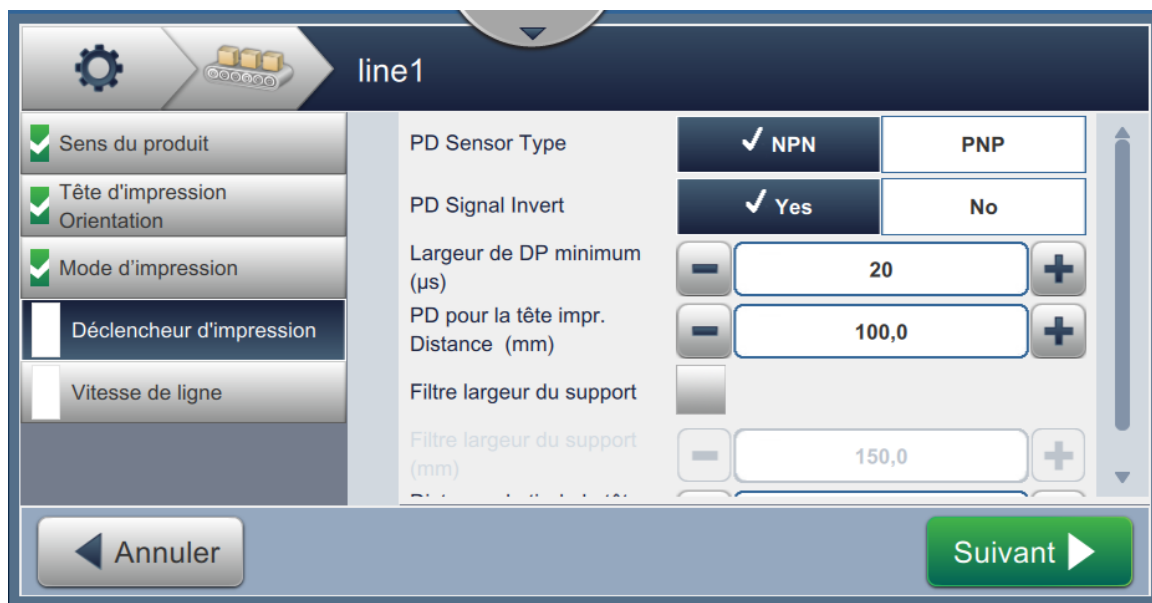 line1
Sens du produit
Tête d'impression
Orientation
Mode d'impression
Déclencheur d'impression
Vitesse de ligne
PD Sensor Type
NPN
PNP
PD Signal Invert
Yes
No
Largeur de DP minimum
(µs)
20
PD pour la tête impr.
Distance (mm)
100,0
Filtre largeur du support
Filtre largeur du support
(mm)
150,0
Annuler
Suivant